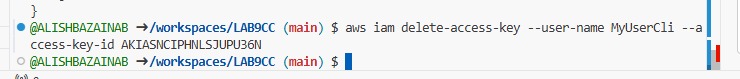 }
@ALISHBAZAINAB ➜/workspaces/LAB9CC (main) $ aws iam delete-access-key --user-name MyUserCli --a
ccess-key-id AKIASNCIPHNLSJUPU36N
@ALISHBAZAINAB ➜/workspaces/LAB9CC (main) $